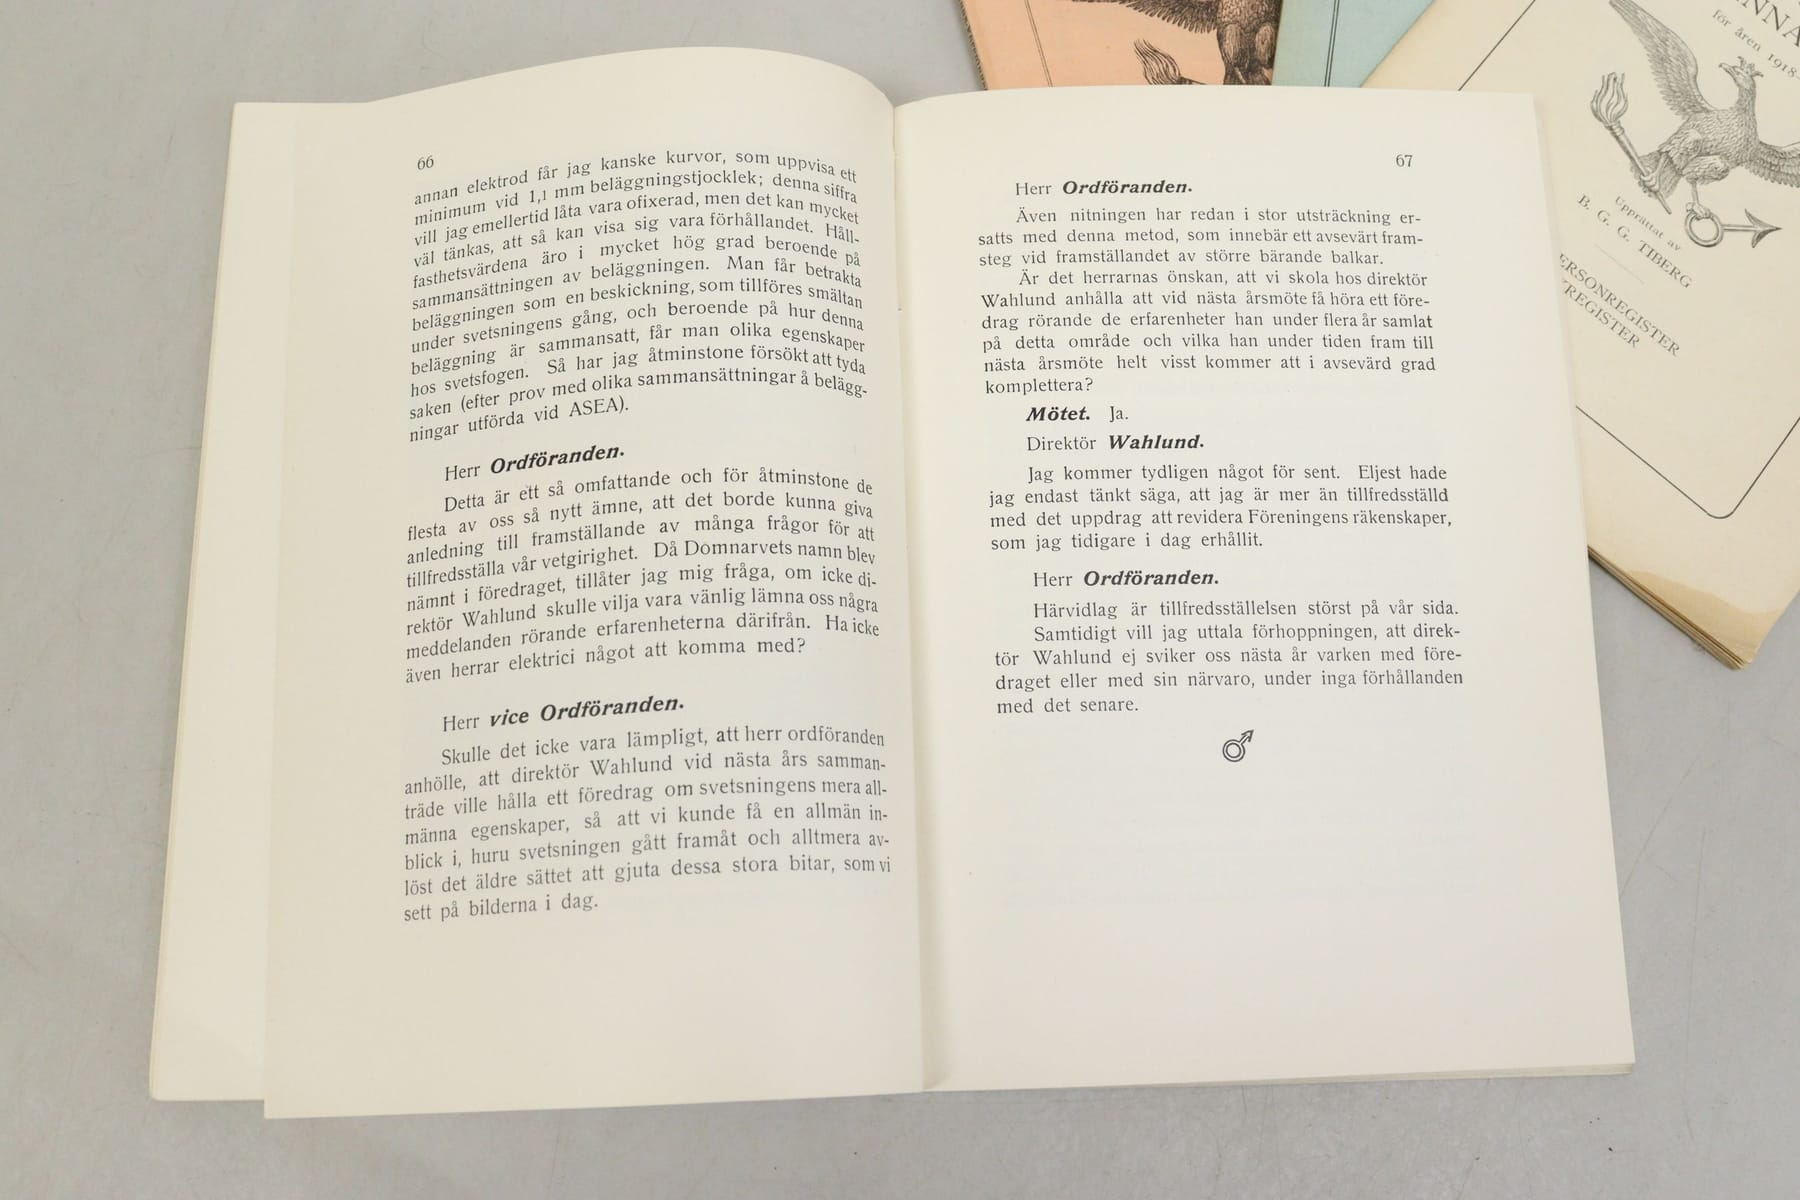 66
annan elektrod får jag kanske kurvor, som uppvisa ett
minimum vid 1,1 mm beläggningstjocklek; denna siffra
vill jag emellertid låta vara ofixerad, men det kan mycket
väl tänkas, att så kan visa sig vara förhållandet. Håll-
fasthetsvärdena äro i mycket hög grad beroende på
sammansättningen av beläggningen. Man får betrakta
beläggningen som en beskickning, som tillföres smältan
under svetsningens gång, och beroende på hur denna
beläggning är sammansatt, får man olika egenskaper
hos svetsfogen. Så har jag åtminstone försökt att tyda
saken (efter prov med olika sammansättningar å belägg-
ningar utförda vid ASEA).
Herr Ordföranden.
Detta är ett så omfattande och för åtminstone de
flesta av oss så nytt ämne, att det borde kunna giva
anledning till framställande av många frågor för att
tillfredsställa vår vetgirighet. Då Domnarvets namn blev
nämnt i föredraget, tillåter jag mig fråga, om icke di-
rektör Wahlund skulle vilja vara vänlig lämna oss några
meddelanden rörande erfarenheterna därifrån. Ha icke
även herrar elektrici något att komma med?
Herr vice Ordföranden.
Skulle det icke vara lämpligt, att herr ordföranden
anhölle, att direktör Wahlund vid nästa års samman-
träde ville hålla ett föredrag om svetsningens mera all-
männa egenskaper, så att vi kunde få en allmän in-
blick i, huru svetsningen gått framåt och alltmera av-
löst det äldre sättet att gjuta dessa stora bitar, som vi
sett på bilderna i dag.
67
Herr Ordföranden.
Även nitningen har redan i stor utsträckning er-
satts med denna metod, som innebär ett avsevärt fram-
steg vid framställandet av större bärande balkar.
Är det herrarnas önskan, att vi skola hos direktör
Wahlund anhålla att vid nästa årsmöte få höra ett före-
drag rörande de erfarenheter han under flera år samlat
på detta område och vilka han under tiden fram till
nästa årsmöte helt visst kommer att i avsevärd grad
komplettera?
Mötet. Ja.
Direktör Wahlund.
Jag kommer tydligen något för sent. Eljest hade
jag endast tänkt säga, att jag är mer än tillfredsställd
med det uppdrag att revidera Föreningens räkenskaper,
som jag tidigare i dag erhållit.
Herr Ordföranden.
Härvidlag är tillfredsställelsen störst på vår sida.
Samtidigt vill jag uttala förhoppningen, att direk-
tör Wahlund ej sviker oss nästa år varken med före-
draget eller med sin närvaro, under inga förhållanden
med det senare.
för åren 1918-
Upprättat av
B. G. G. TIBERG
ERSONREGISTER
REGISTER